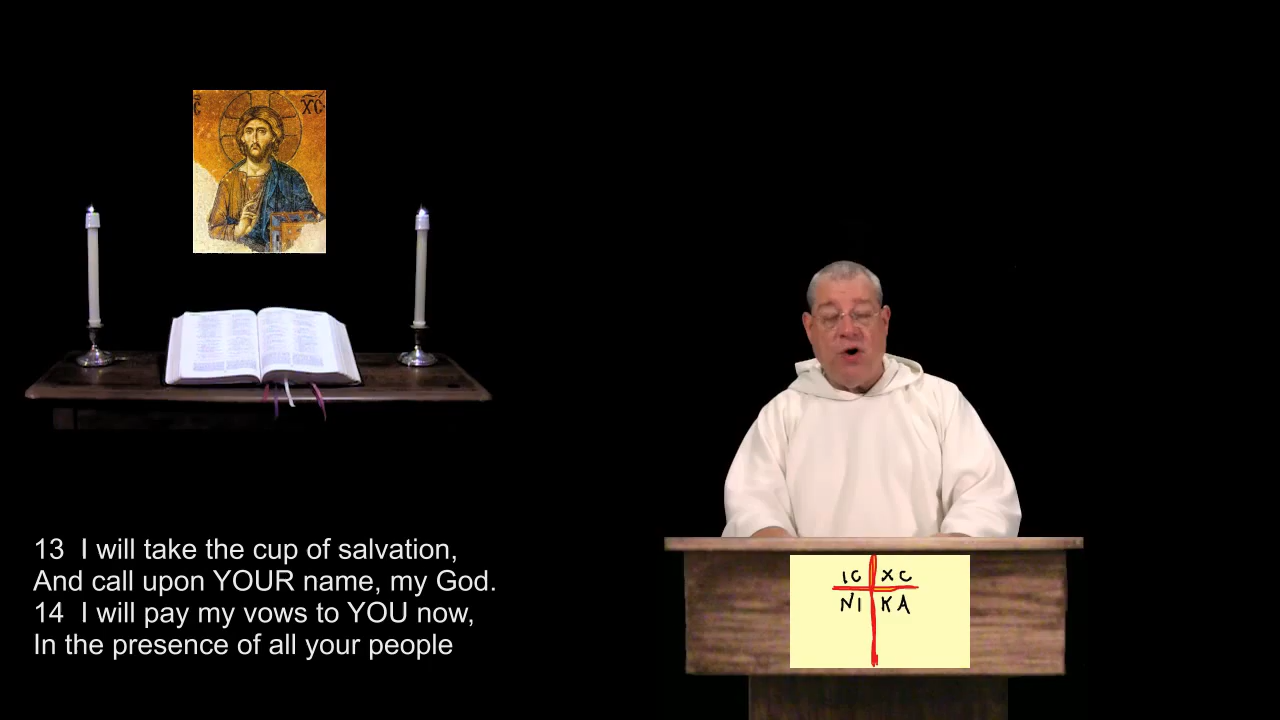 ΧC
13 I will take the cup of salvation,
And call upon YOUR name, my God.
14 I will pay my vows to YOU now,
In the presence of all your people
IC XC
NI KA